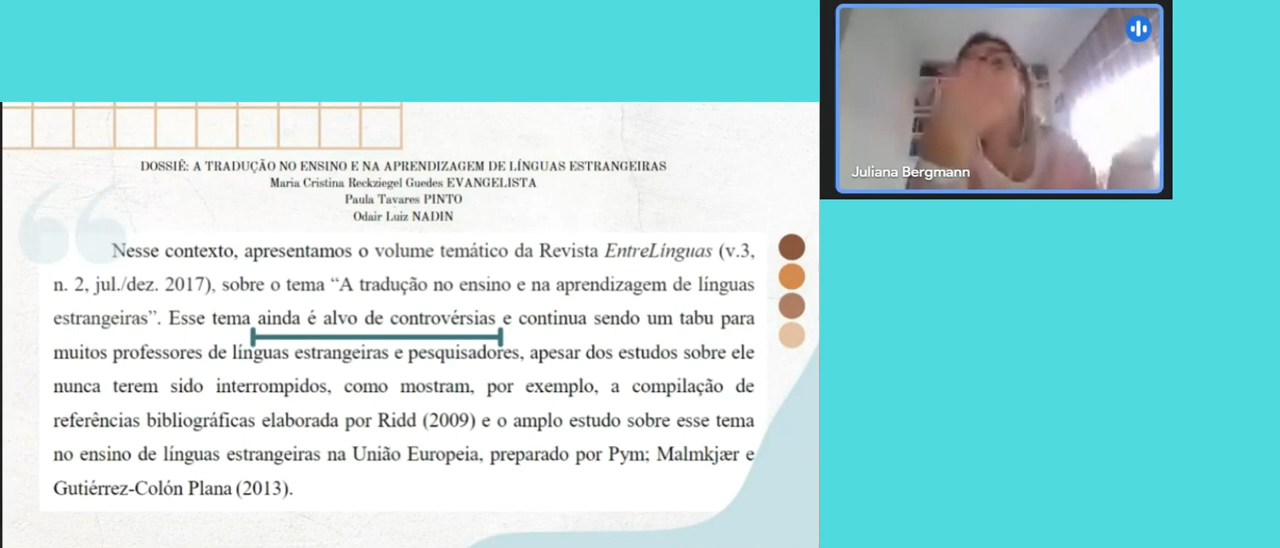 DOSSIÊ: A TRADUÇÃO NO ENSINO E NA APRENDIZAGEM DE LÍNGUAS ESTRANGEIRAS
Maria Cristina Reckziegel Guedes EVANGELISTA
Paula Tavares PINTO
Odair Luiz NADIN
Nesse contexto, apresentamos o volume temático da Revista EntreLínguas (v.3,
n. 2, jul./dez. 2017), sobre o tema “A tradução no ensino e na aprendizagem de línguas
estrangeiras”. Esse tema ainda é alvo de controvérsias e continua sendo um tabu para
muitos professores de línguas estrangeiras e pesquisadores, apesar dos estudos sobre ele
nunca terem sido interrompidos, como mostram, por exemplo, a compilação de
referências bibliográficas elaborada por Ridd (2009) e o amplo estudo sobre esse tema
no ensino de línguas estrangeiras na União Europeia, preparado por Pym; Malmkjær e
Gutiérrez-Colón Plana (2013).
Juliana Bergmann